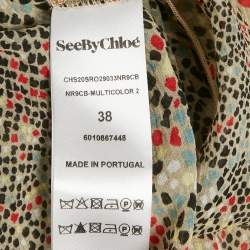 SeeByChloé
CHS20SRO29033NR9CB
NR9CB-MULTICOLOR 2
38
6010667448
MADE IN PORTUGAL